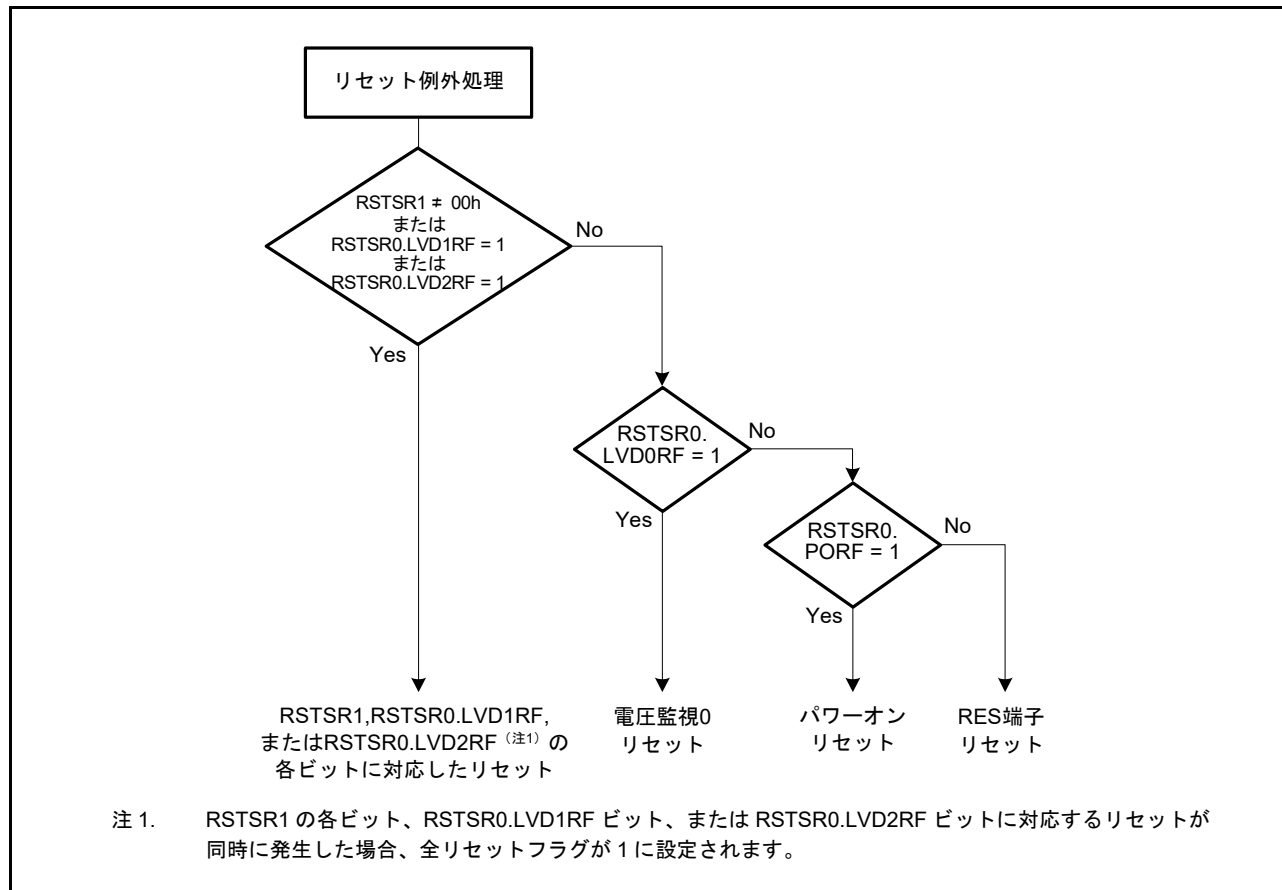 リセット例外処理
RSTSR1 ≠ 00h
または
RSTSR0.LVD1RF = 1
または
RSTSR0.LVD2RF = 1
No
Yes
RSTSR0.
LVD0RF = 1
No
Yes
RSTSR0.
PORF = 1
No
Yes
RSTSR1,RSTSR0.LVD1RF,
またはRSTSR0.LVD2RF（注1）の
各ビットに対応したリセット
電圧監視0
リセット
パワーオン
リセット
RES端子
リセット
注 1. RSTSR1 の各ビット、RSTSR0.LVD1RF ビット、または RSTSR0.LVD2RF ビットに対応するリセットが
同時に発生した場合、全リセットフラグが 1 に設定されます。